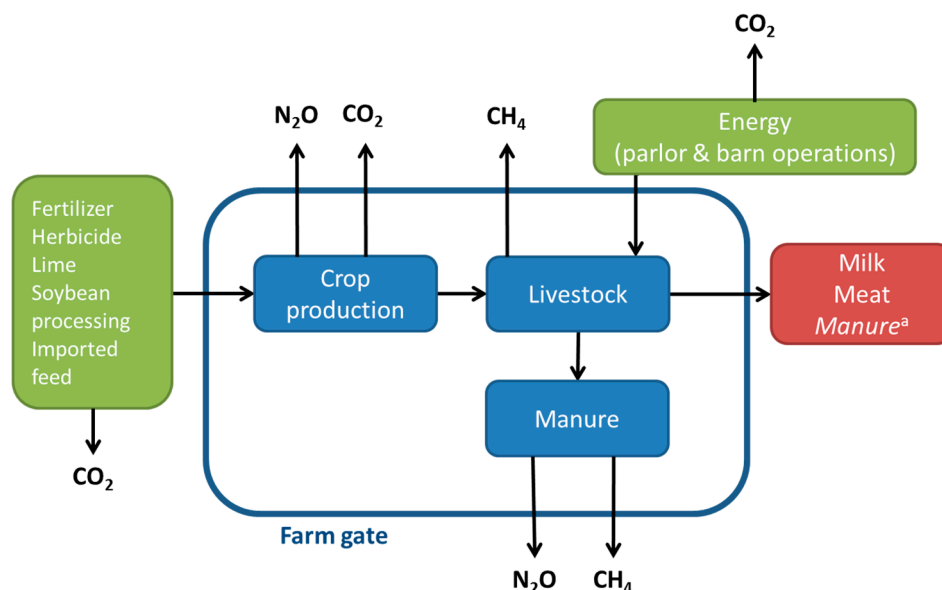 CO₂
N₂O
CO₂
CH₄
Energy
(parlor & barn operations)
Fertilizer
Herbicide
Lime
Soybean
processing
Imported
feed
Crop
production
Livestock
Milk
Meat
Manureᵃ
Manure
CO₂
Farm gate
N₂O
CH₄